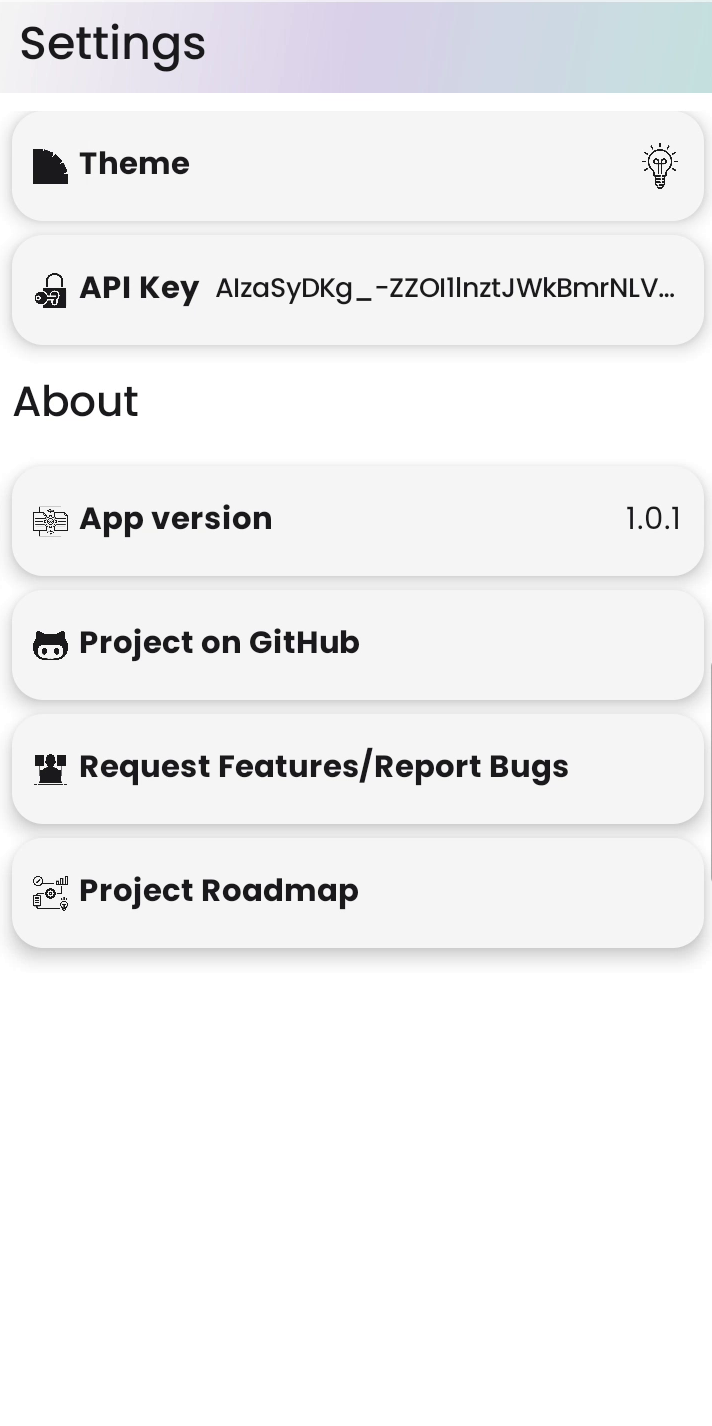 Settings
Theme
API Key AIzaSyDKg_-ZZOI1lnztJWkBmrNLV...
About
App version 1.0.1
Project on GitHub
Request Features/Report Bugs
Project Roadmap